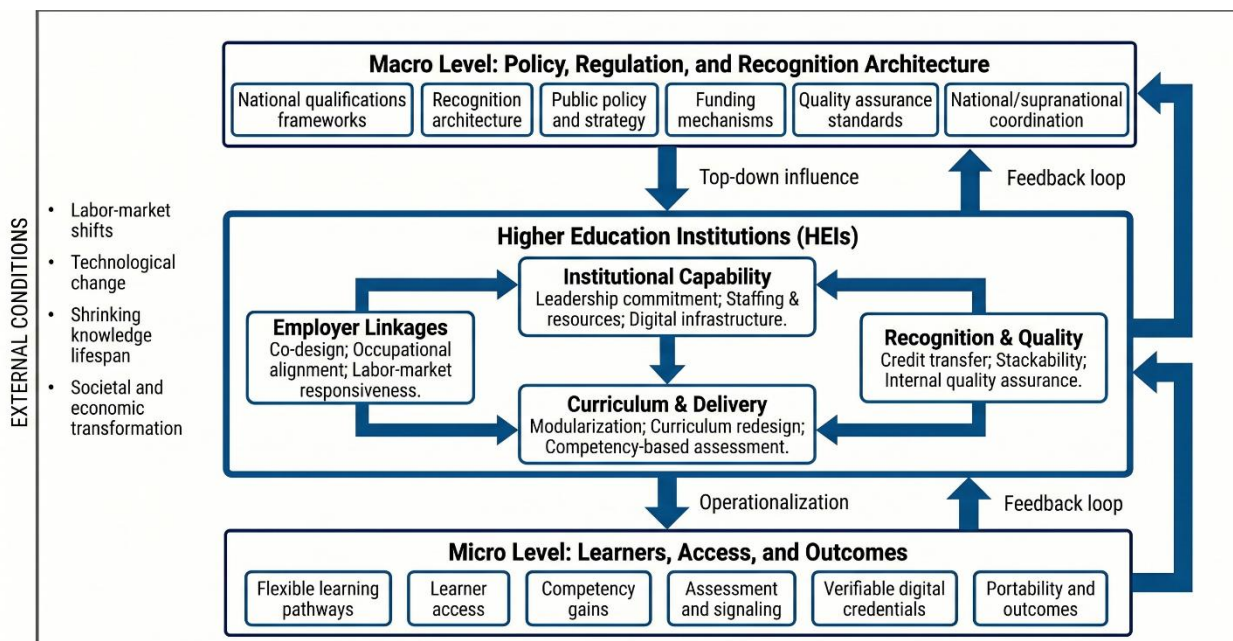 EXTERNAL CONDITIONS
• Labor-market
shifts
• Technological
change
• Shrinking
knowledge
lifespan
• Societal and
economic
transformation
Macro Level: Policy, Regulation, and Recognition Architecture
National qualifications
frameworks
Recognition
architecture
Public policy
and strategy
Funding
mechanisms
Quality assurance
standards
National/supranational
coordination
Top-down influence
Feedback loop
Higher Education Institutions (HEIs)
Institutional Capability
Leadership commitment; Staffing &
resources; Digital infrastructure.
Employer Linkages
Co-design; Occupational
alignment; Labor-market
responsiveness.
Recognition & Quality
Credit transfer; Stackability;
Internal quality assurance.
Curriculum & Delivery
Modularization; Curriculum redesign;
Competency-based assessment.
Operationalization
Feedback loop
Micro Level: Learners, Access, and Outcomes
Flexible learning
pathways
Learner
access
Competency
gains
Assessment
and signaling
Verifiable digital
credentials
Portability and
outcomes